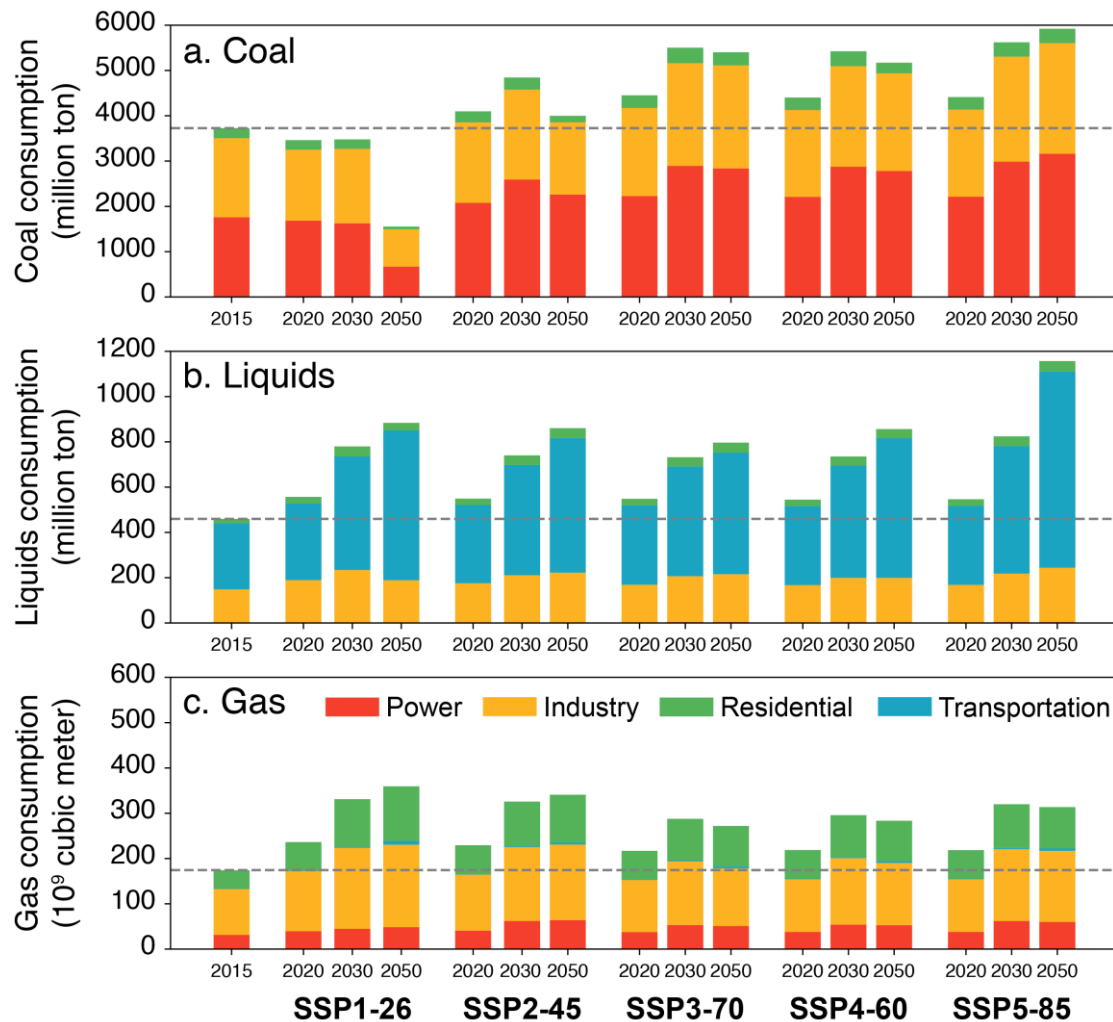 a. Coal
Coal consumption
(million ton)
6000
5000
4000
3000
2000
1000
0
2015 2020 2030 2050 2020 2030 2050 2020 2030 2050 2020 2030 2050 2020 2030 2050
b. Liquids
Liquids consumption
(million ton)
1200
1000
800
600
400
200
0
2015 2020 2030 2050 2020 2030 2050 2020 2030 2050 2020 2030 2050 2020 2030 2050
c. Gas
Power Industry Residential Transportation
Gas consumption
(10⁹ cubic meter)
600
500
400
300
200
100
0
2015 2020 2030 2050 2020 2030 2050 2020 2030 2050 2020 2030 2050 2020 2030 2050
SSP1-26 SSP2-45 SSP3-70 SSP4-60 SSP5-85